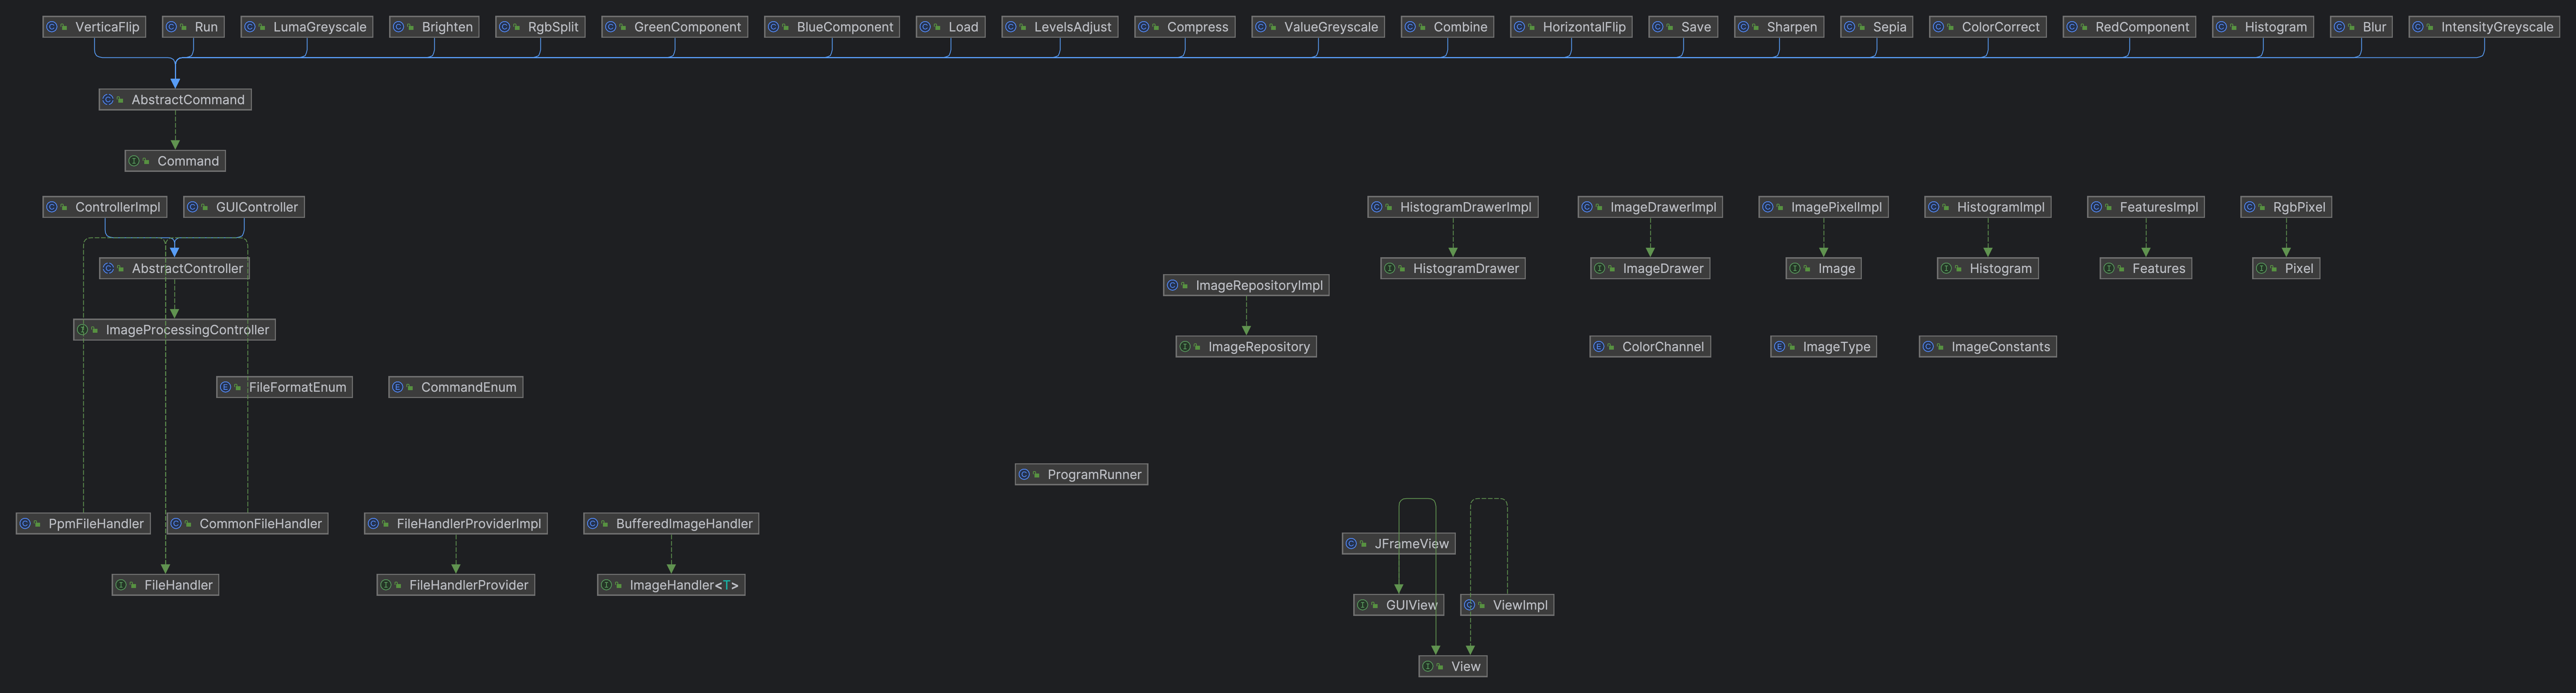 VerticaFlip
Run
LumaGreyscale
Brighten
RgbSplit
GreenComponent
BlueComponent
Load
LevelsAdjust
Compress
ValueGreyscale
Combine
HorizontalFlip
Save
Sharpen
Sepia
ColorCorrect
RedComponent
Histogram
Blur
IntensityGreyscale
AbstractCommand
Command
ControllerImpl
GUIController
HistogramDrawerImpl
ImageDrawerImpl
ImagePixelImpl
HistogramImpl
FeaturesImpl
RgbPixel
AbstractController
HistogramDrawer
ImageDrawer
Image
Histogram
Features
Pixel
ImageRepositoryImpl
ImageProcessingController
ImageRepository
ColorChannel
ImageType
ImageConstants
FileFormatEnum
CommandEnum
ProgramRunner
PpmFileHandler
CommonFileHandler
FileHandlerProviderImpl
BufferedImageHandler
JFrameView
FileHandler
FileHandlerProvider
ImageHandler<T>
GUIView
ViewImpl
View